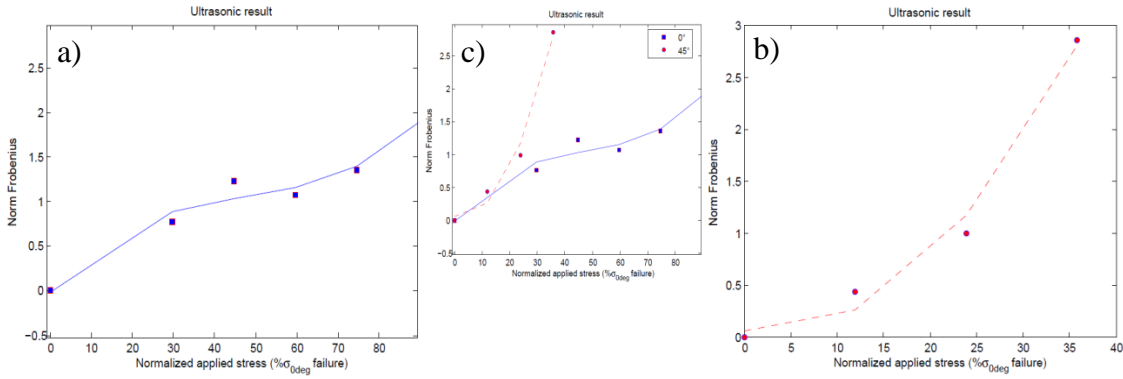 Ultrasonic result
a)
2.5
2
1.5
1
0.5
0
−0.5
Norm Frobenius
0 10 20 30 40 50 60 70 80
Normalized applied stress (%σ0deg failure)
Ultrasonic result
c)
0°
45°
2.5
2
1.5
1
0.5
0
−0.5
Norm Frobenius
0 10 20 30 40 50 60 70 80
Normalized applied stress (%σ0deg failure)
Ultrasonic result
b)
3
2.5
2
1.5
1
0.5
0
Norm Frobenius
0 5 10 15 20 25 30 35 40
Normalized applied stress (%σ0deg failure)